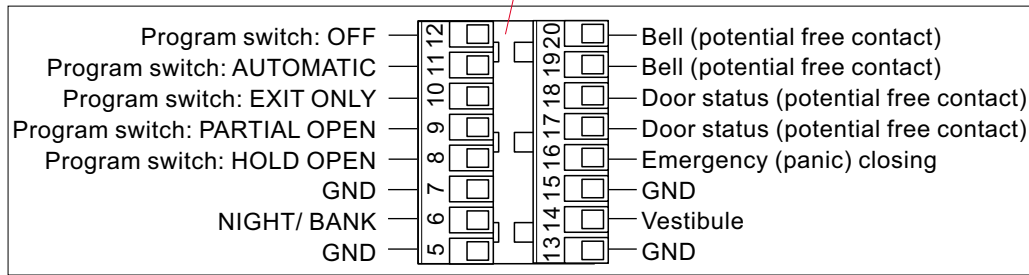 Program switch: OFF 12 20 Bell (potential free contact)
Program switch: AUTOMATIC 11 19 Bell (potential free contact)
Program switch: EXIT ONLY 10 18 Door status (potential free contact)
Program switch: PARTIAL OPEN 9 17 Door status (potential free contact)
Program switch: HOLD OPEN 8 16 Emergency (panic) closing
GND 7 15 GND
NIGHT/ BANK 6 14 Vestibule
GND 5 13 GND